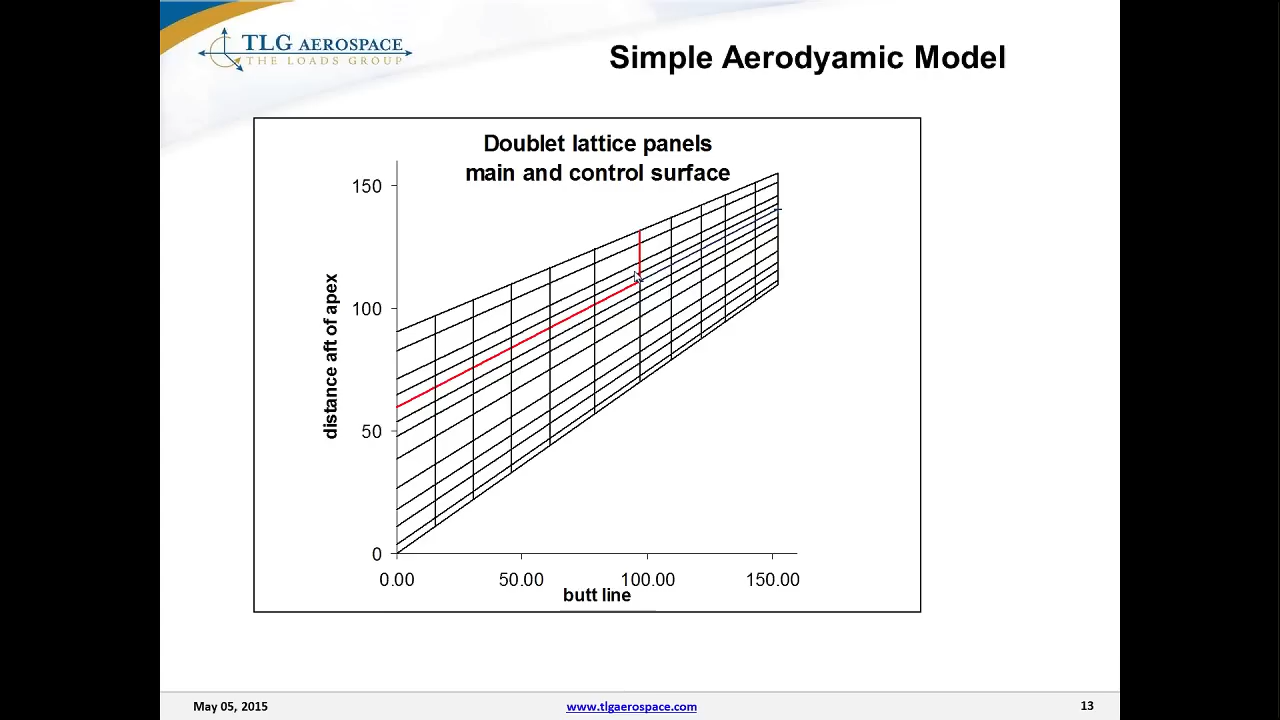 TLG AEROSPACE
THE LOADS GROUP
Simple Aerodyamic Model
Doublet lattice panels
main and control surface
150
100
50
0
distance aft of apex
0.00 50.00 100.00 150.00
butt line
May 05, 2015 www.tlgaerospace.com 13